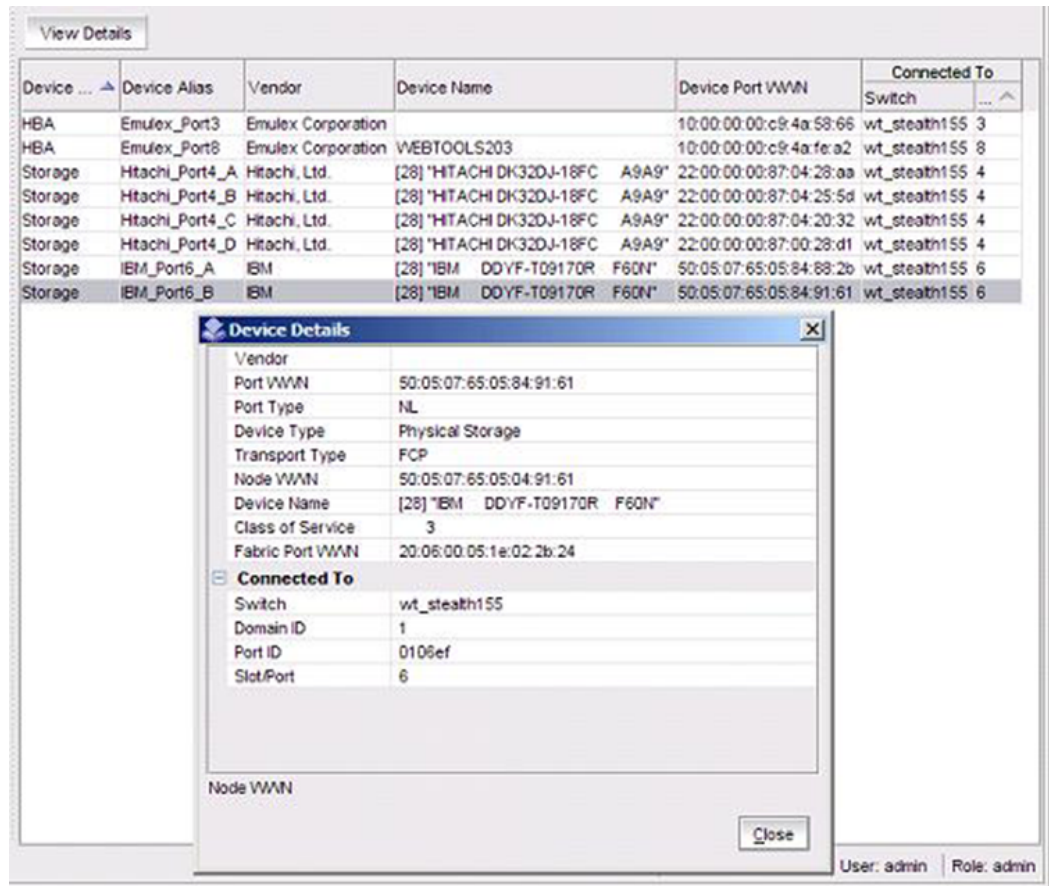 View Details
Device ... Device Alias Vendor Device Name Device Port WWN Connected To
Switch ...
HBA Emulex_Port3 Emulex Corporation 10:00:00:00:c9:4a:58:66 wt_stealth155 3
HBA Emulex_Port8 Emulex Corporation WEBTOOLS203 10:00:00:00:c9:4a:fe:a2 wt_stealth155 8
Storage Hitachi_Port4_A Hitachi, Ltd. [28] "HITACHI DK32DJ-18FC A9A9" 22:00:00:00:87:04:28:aa wt_stealth155 4
Storage Hitachi_Port4_B Hitachi, Ltd. [28] "HITACHI DK32DJ-18FC A9A9" 22:00:00:00:87:04:25:5d wt_stealth155 4
Storage Hitachi_Port4_C Hitachi, Ltd. [28] "HITACHI DK32DJ-18FC A9A9" 22:00:00:00:87:04:20:32 wt_stealth155 4
Storage Hitachi_Port4_D Hitachi, Ltd. [28] "HITACHI DK32DJ-18FC A9A9" 22:00:00:00:87:00:28:d1 wt_stealth155 4
Storage IBM_Port6_A IBM [28] "IBM DDYF-T09170R F60N" 50:05:07:65:05:84:88:2b wt_stealth155 6
Storage IBM_Port6_B IBM [28] "IBM DDYF-T09170R F60N" 50:05:07:65:05:84:91:61 wt_stealth155 6
Device Details
Vendor
Port WWN 50:05:07:65:05:84:91:61
Port Type NL
Device Type Physical Storage
Transport Type FCP
Node WWN 50:05:07:65:05:04:91:61
Device Name [28] "IBM DDYF-T09170R F60N"
Class of Service 3
Fabric Port WWN 20:06:00:05:1e:02:2b:24
Connected To
Switch wt_stealth155
Domain ID 1
Port ID 0106ef
Slot/Port 6
Node WWN
Close
User: admin Role: admin